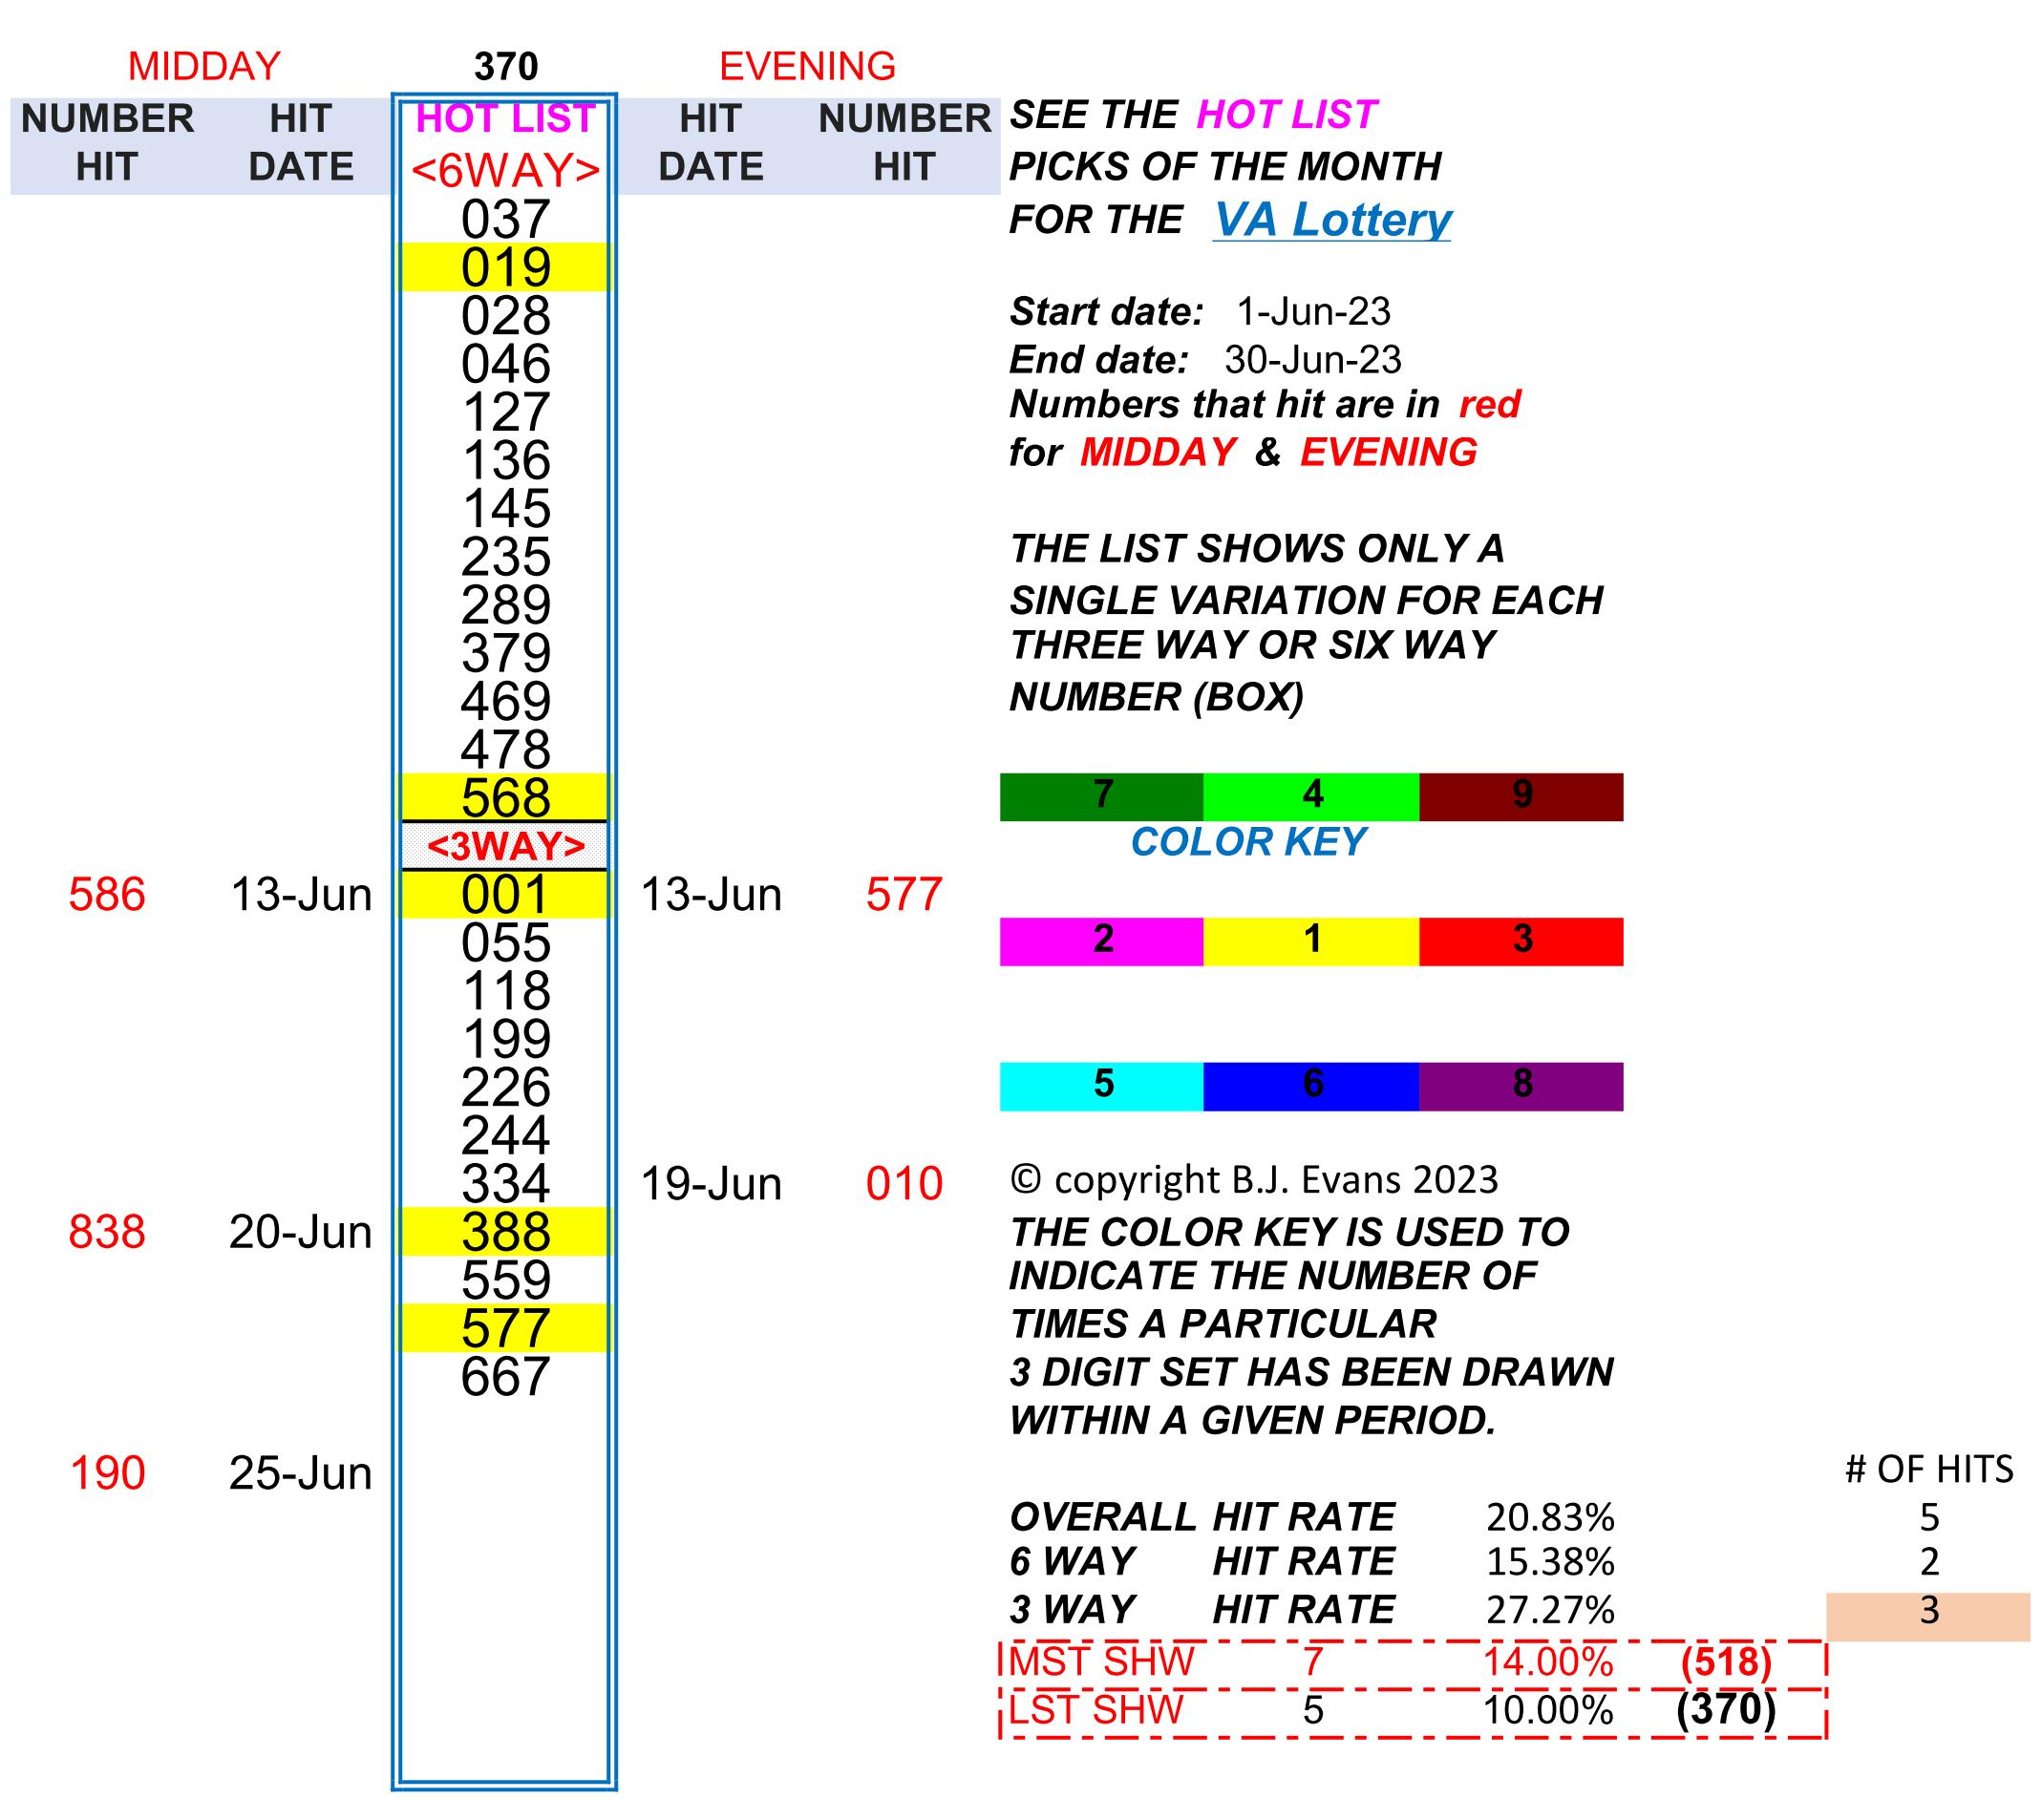 MIDDAY 370 EVENING
NUMBER HIT HOT LIST HIT NUMBER SEE THE HOT LIST
HIT DATE <6WAY> DATE HIT PICKS OF THE MONTH
037 FOR THE VA Lottery
019
028 Start date: 1-Jun-23
046 End date: 30-Jun-23
127 Numbers that hit are in red
136 for MIDDAY & EVENING
145
235 THE LIST SHOWS ONLY A
289 SINGLE VARIATION FOR EACH
379 THREE WAY OR SIX WAY
469 NUMBER (BOX)
478
568 7 4 9
<3WAY> COLOR KEY
586 13-Jun 001 13-Jun 577
055 2 1 3
118
199
226 5 6 8
244
334 19-Jun 010 © copyright B.J. Evans 2023
838 20-Jun 388 THE COLOR KEY IS USED TO
559 INDICATE THE NUMBER OF
577 TIMES A PARTICULAR
667 3 DIGIT SET HAS BEEN DRAWN
WITHIN A GIVEN PERIOD.
190 25-Jun # OF HITS
OVERALL HIT RATE 20.83% 5
6 WAY HIT RATE 15.38% 2
3 WAY HIT RATE 27.27% 3
MST SHW 7 14.00% (518)
LST SHW 5 10.00% (370)